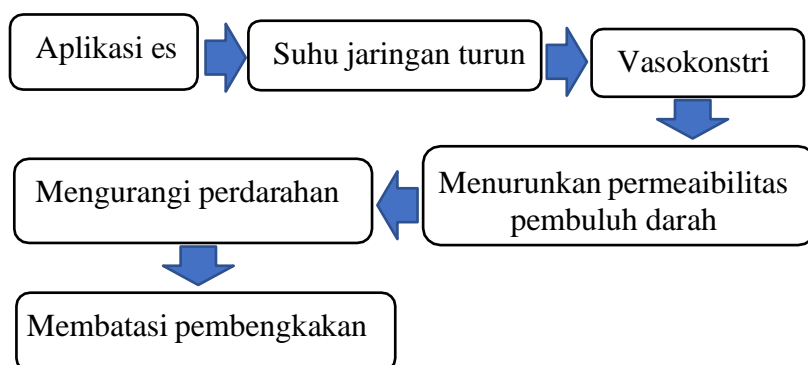 Aplikasi es
Suhu jaringan turun
Vasokonstri
Menurunkan permeaibilitas
pembuluh darah
Mengurangi perdarahan
Membatasi pembengkakan